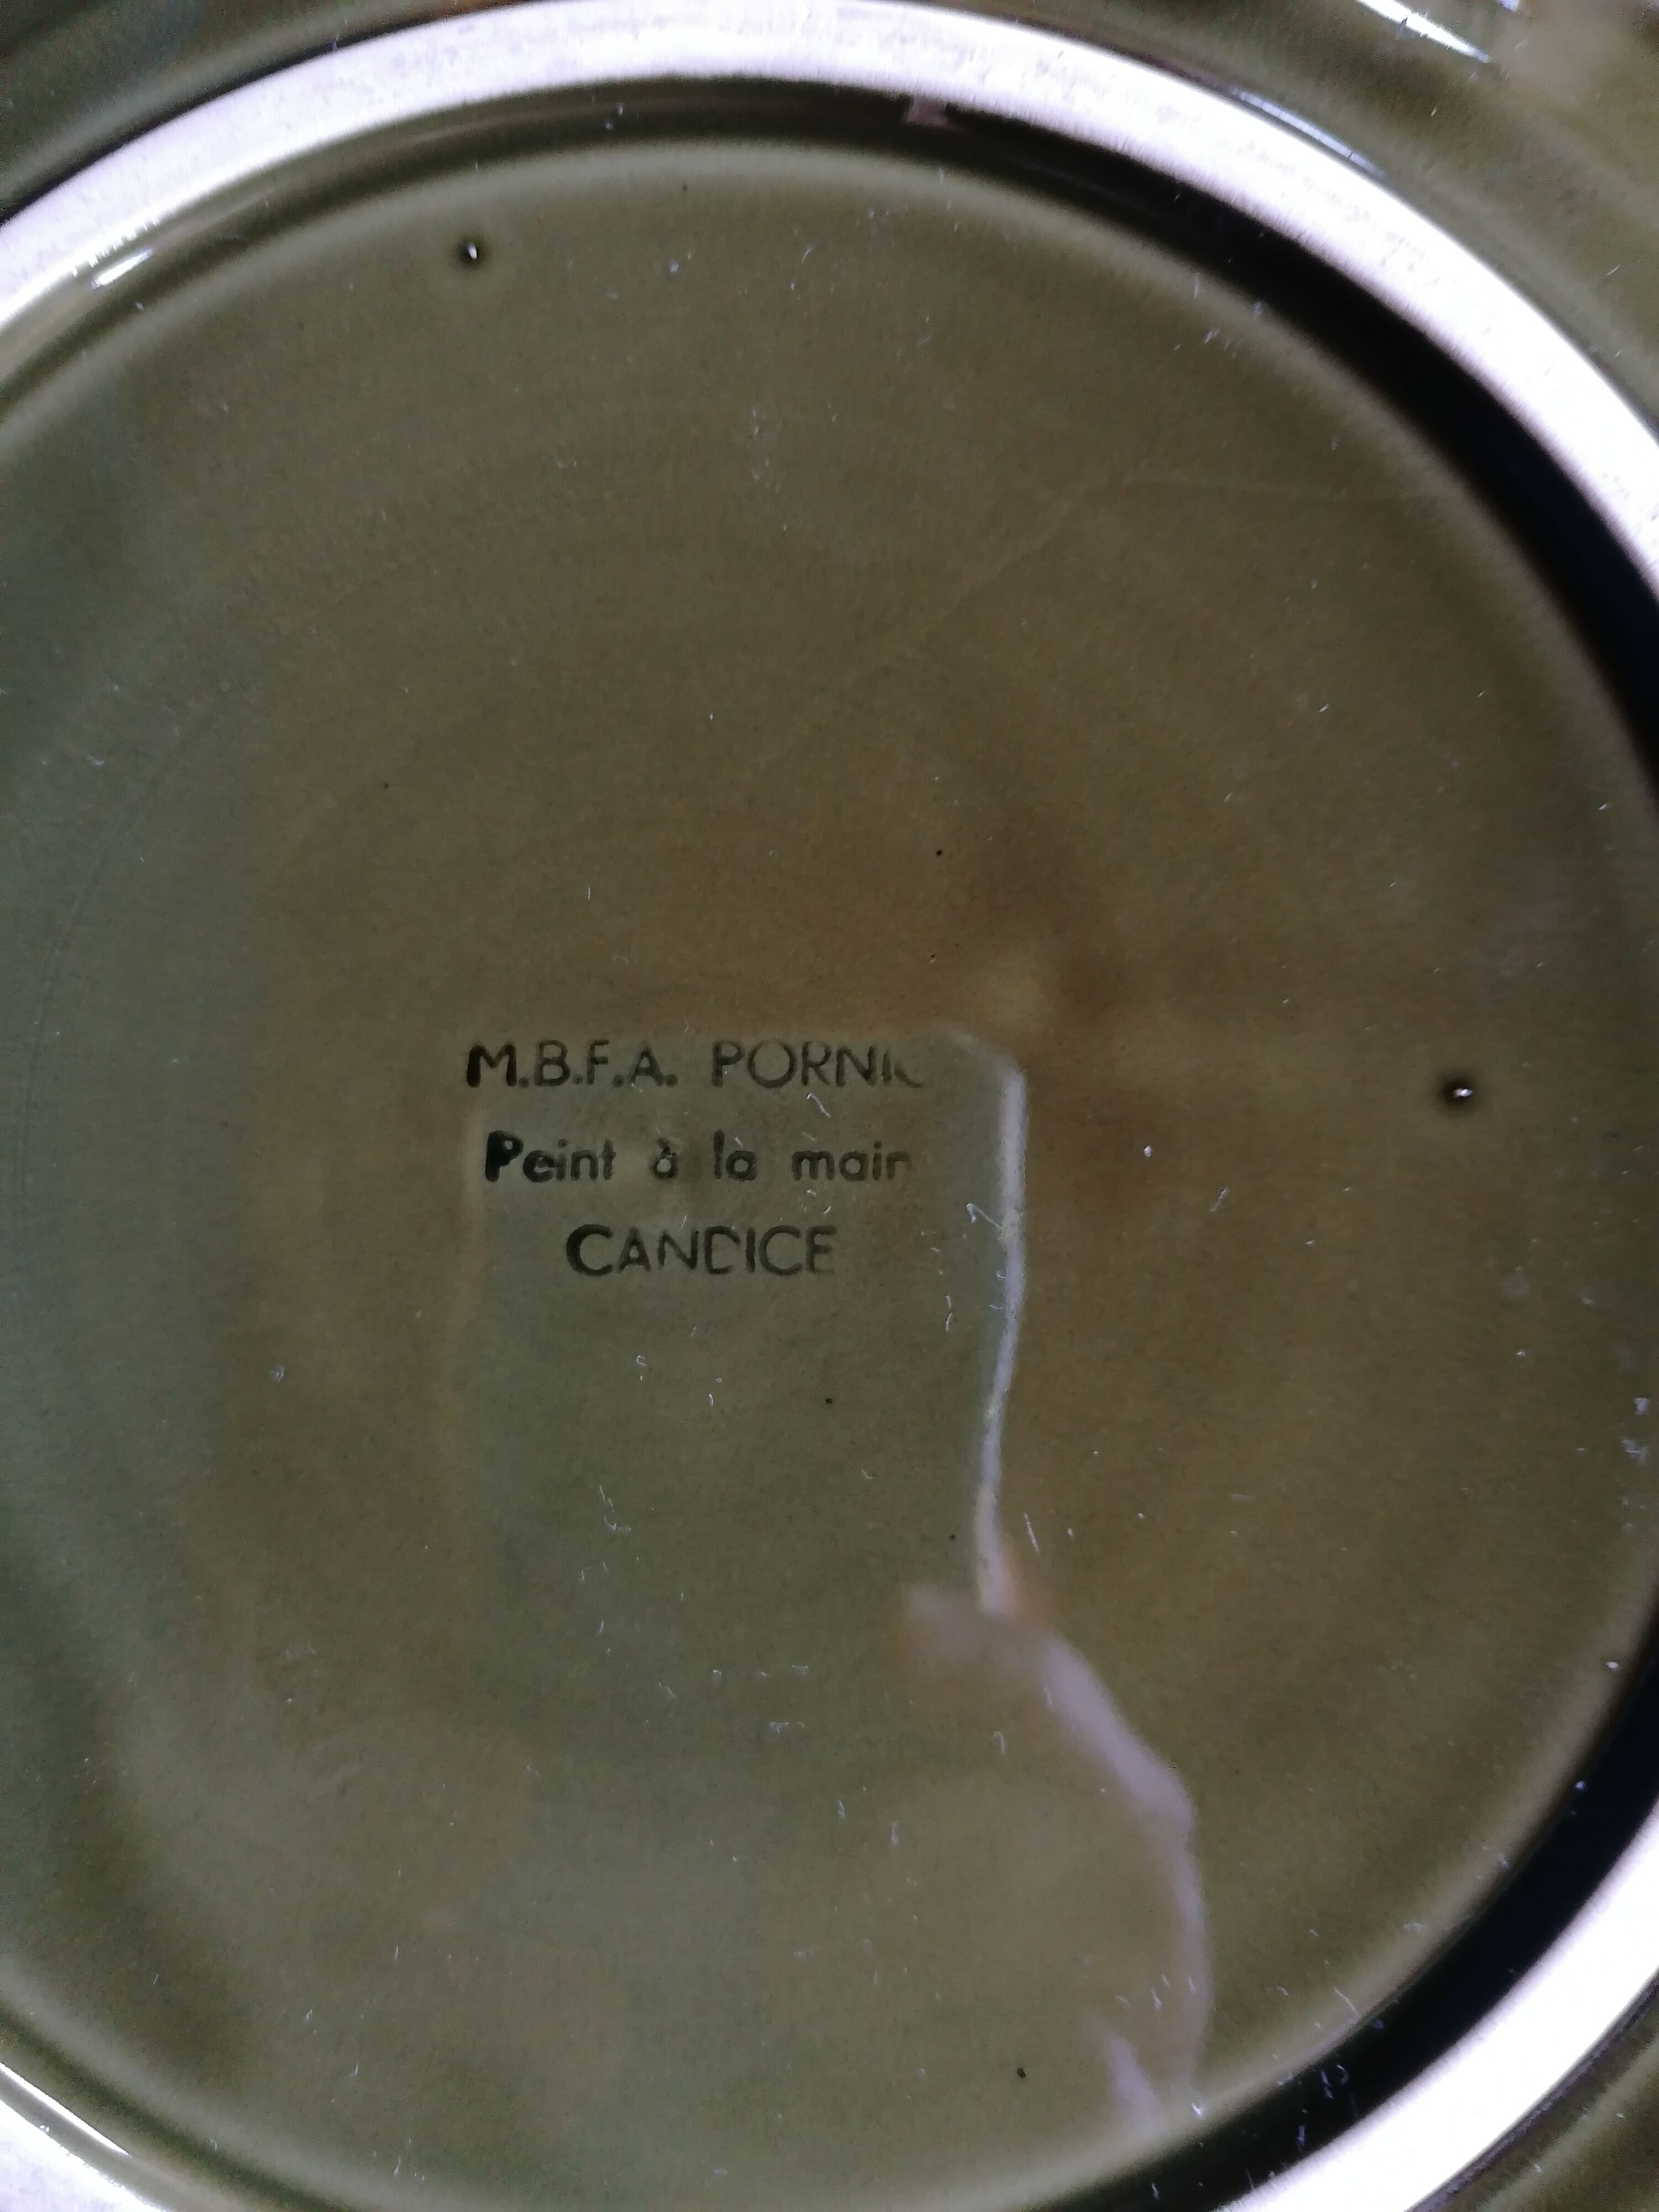 M.B.F.A. PORNIC
Peint à la main
CANDICE